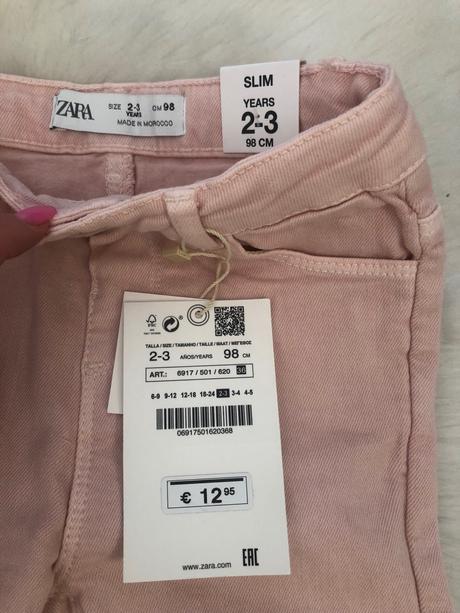 SLIM
YEARS
2-3
98 CM
ZARA
SIZE 2-3 CM 98
YEARS
MADE IN MOROCCO
TALLA / SIZE / TAMANHO / TAILLE / MAAT / ΜΕΓΕΘΟΣ
2-3 AÑOS/YEARS 98 CM
ART.: 6917 / 501 / 620 36
6-9 9-12 12-18 18-24 2-3 3-4 4-5
06917501620368
€ 12,95
www.zara.com
EAC